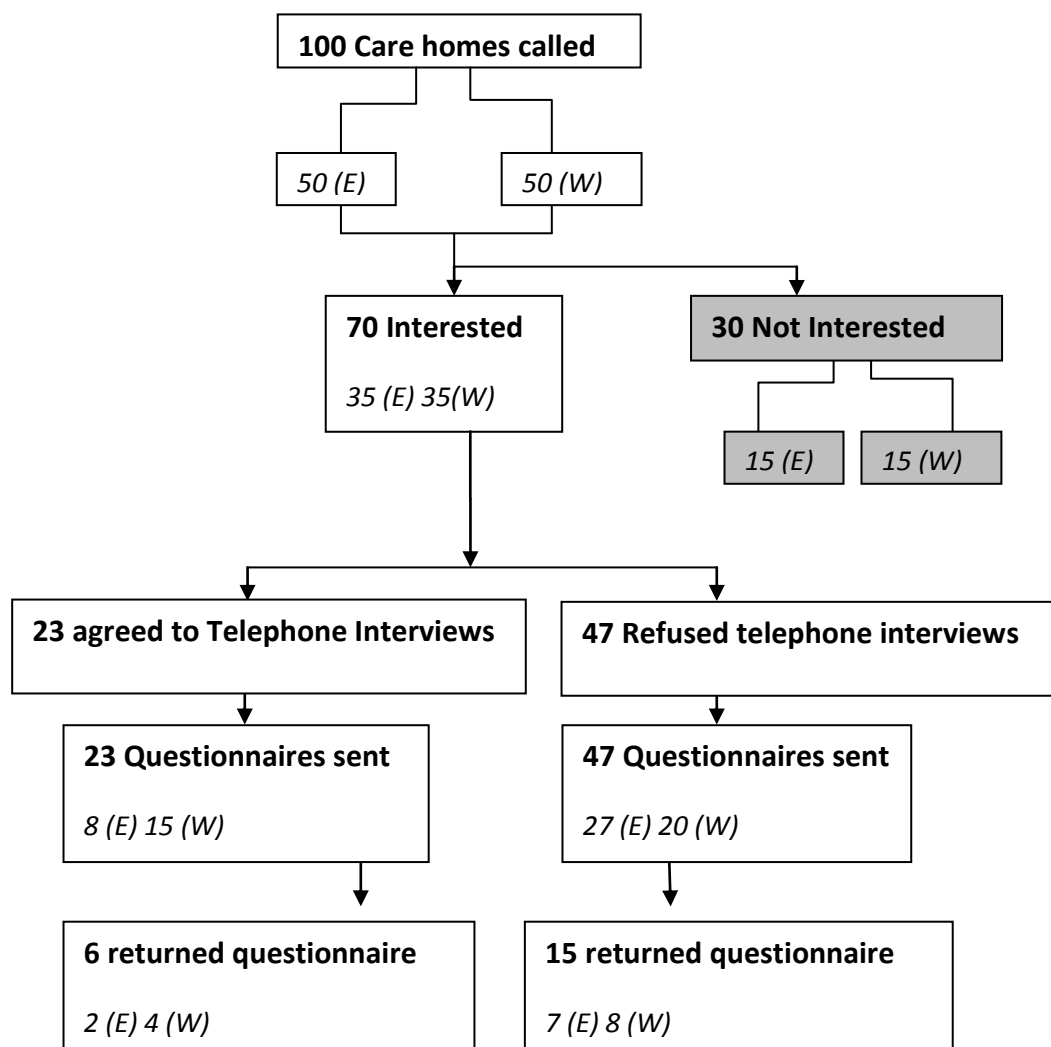 100 Care homes called
50 (E)
50 (W)
70 Interested
35 (E) 35(W)
30 Not Interested
15 (E)
15 (W)
23 agreed to Telephone Interviews
47 Refused telephone interviews
23 Questionnaires sent
8 (E) 15 (W)
47 Questionnaires sent
27 (E) 20 (W)
6 returned questionnaire
2 (E) 4 (W)
15 returned questionnaire
7 (E) 8 (W)